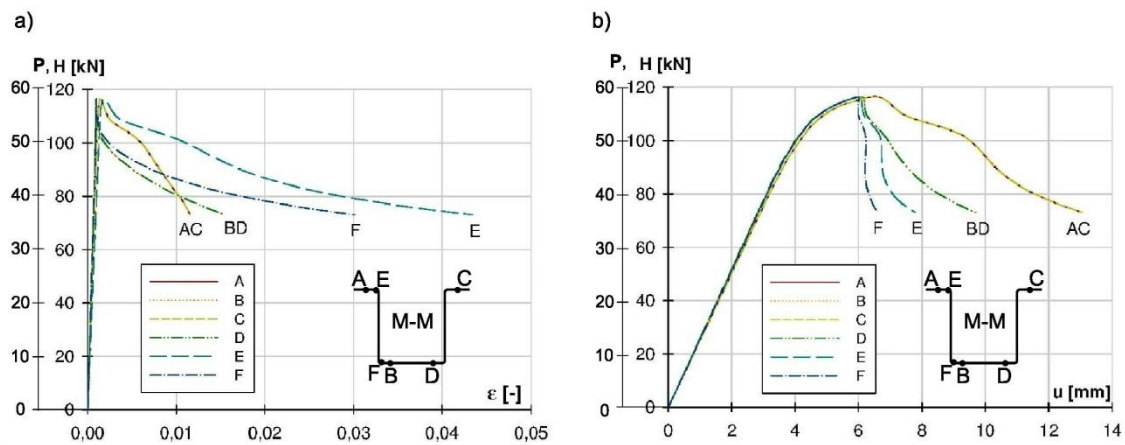 a)
P, H [kN]
60 120
50 100
40 80
30 60
20 40
10 20
0 0
AC BD F E
A
B
C
D
E
F
A E C
M-M
F B D
ε [-]
0,00 0,01 0,02 0,03 0,04 0,05
b)
P, H [kN]
60 120
50 100
40 80
30 60
20 40
10 20
0 0
F E BD AC
A
B
C
D
E
F
A E C
M-M
F B D
u [mm]
0 2 4 6 8 10 12 14